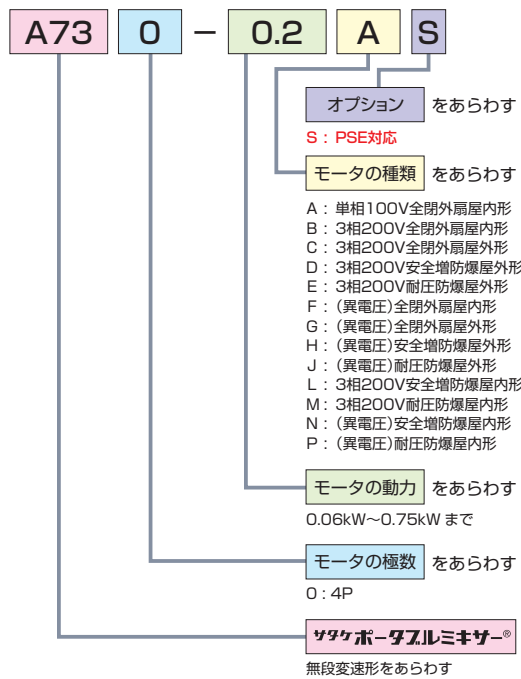 A73 0 - 0.2 A S
オプション をあらわす
S：PSE対応
モータの種類 をあらわす
A：単相100V全閉外扇屋内形
B：3相200V全閉外扇屋内形
C：3相200V全閉外扇屋外形
D：3相200V安全増防爆屋外形
E：3相200V耐圧防爆屋外形
F：(異電圧)全閉外扇屋内形
G：(異電圧)全閉外扇屋外形
H：(異電圧)安全増防爆屋外形
J：(異電圧)耐圧防爆屋外形
L：3相200V安全増防爆屋内形
M：3相200V耐圧防爆屋内形
N：(異電圧)安全増防爆屋内形
P：(異電圧)耐圧防爆屋内形
モータの動力 をあらわす
0.06kW～0.75kW まで
モータの極数 をあらわす
0：4P
サタケポータブルミキサー®
無段変速形をあらわす